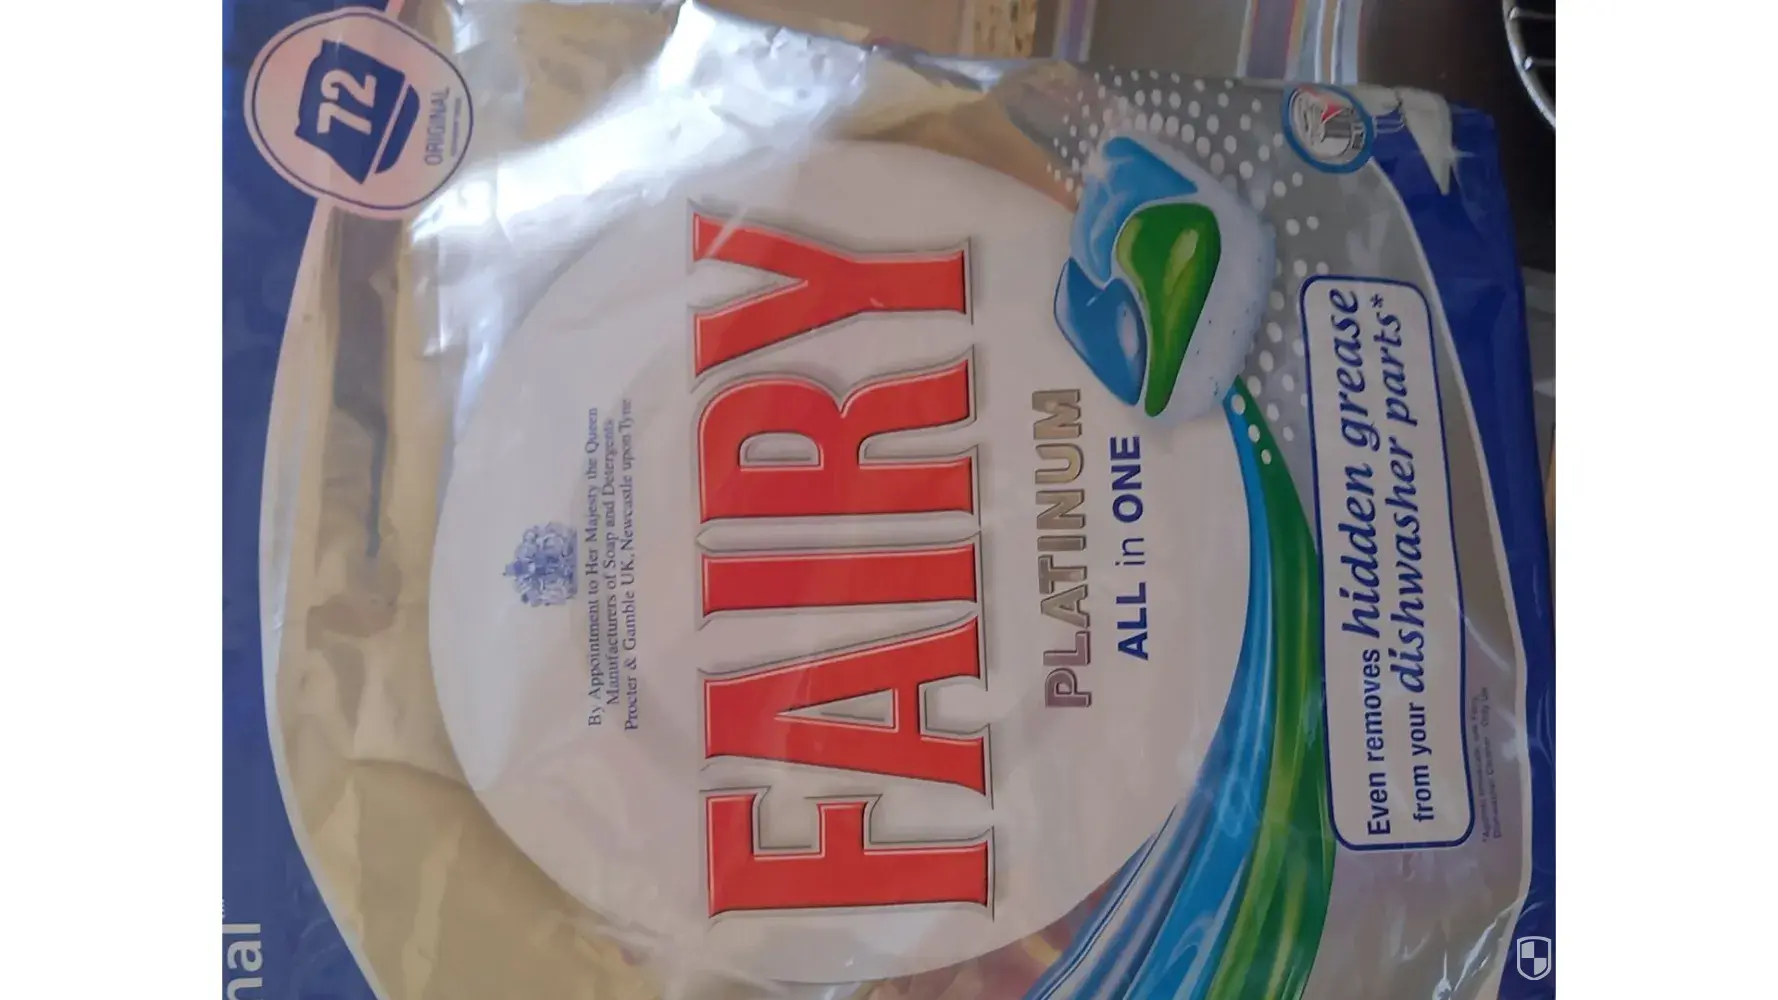 72
ORIGINAL
By Appointment to Her Majesty the Queen
Manufacturers of Soap and Detergents
Procter & Gamble UK, Newcastle upon Tyne
FAIRY
PLATINUM
ALL in ONE
Even removes hidden grease
from your dishwasher parts*
nal